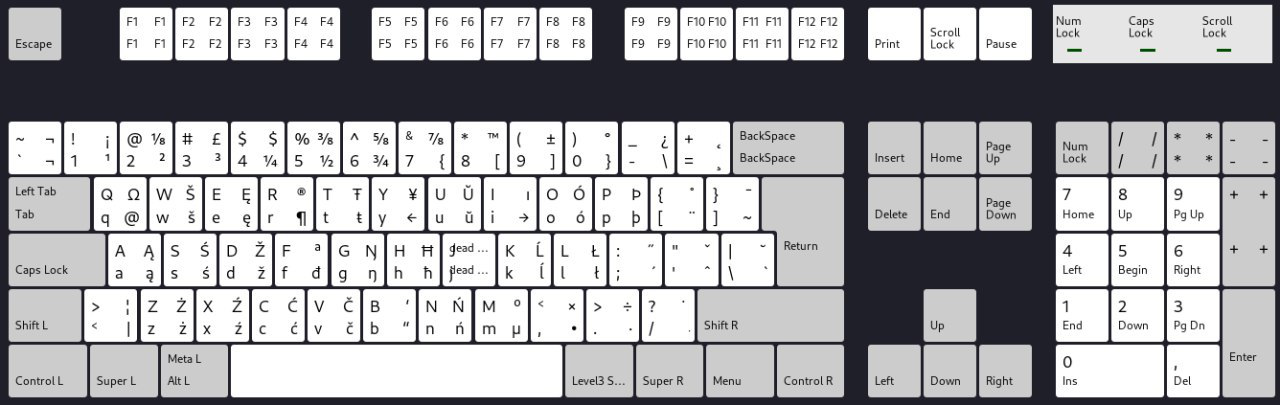 Escape
F1 F1 F2 F2 F3 F3 F4 F4 F5 F5 F6 F6 F7 F7 F8 F8 F9 F9 F10 F10 F11 F11 F12 F12
F1 F1 F2 F2 F3 F3 F4 F4 F5 F5 F6 F6 F7 F7 F8 F8 F9 F9 F10 F10 F11 F11 F12 F12
Print
Scroll
Lock
Pause
Num
Lock
Caps
Lock
Scroll
Lock
~ ¬ ! ¡ @ ⅛ # £ $ $ % ⅜ ^ ⅝ & ⅞ * ™ ( ± ) ° _ ¿ + ˛ BackSpace
` ¬ 1 ¹ 2 ² 3 ³ 4 ¼ 5 ½ 6 ¾ 7 { 8 [ 9 ] 0 } - \ = ¸ BackSpace
Insert
Home
Page
Up
Num
Lock
/ / * * - -
/ / * * - -
Left Tab Q Ω W Š E Ę R ® T Ŧ Y ¥ U Ŭ I ı O Ó P Þ { ˚ } ¯
Tab q @ w š e ę r ¶ t ŧ y ← u ŭ i → o ó p þ [ ¨ ] ~
Return
Delete
End
Page
Down
7 8 9 + +
Home Up Pg Up
Caps Lock A Ą S Ś D Ž F ª G Ŋ H Ħ J dead ... K Ĺ L Ł : ˝ " ˇ | ˘
a ą s ś d ž f đ g ŋ h ħ j dead ... k ĺ l ł ; ´ ' ˆ \ `
4 5 6 + +
Left Begin Right
Shift L > ¦ Z Ż X Ź C Ć V Č B ‘ N Ń M º < × > ÷ ? ˙
< | z ż x ź c ć v č b “ n ń m µ , • . · / . Shift R
Up
1 2 3
End Down Pg Dn
Enter
Control L
Super L
Meta L
Alt L
Level3 S...
Super R
Menu
Control R
Left
Down
Right
0 ,
Ins Del